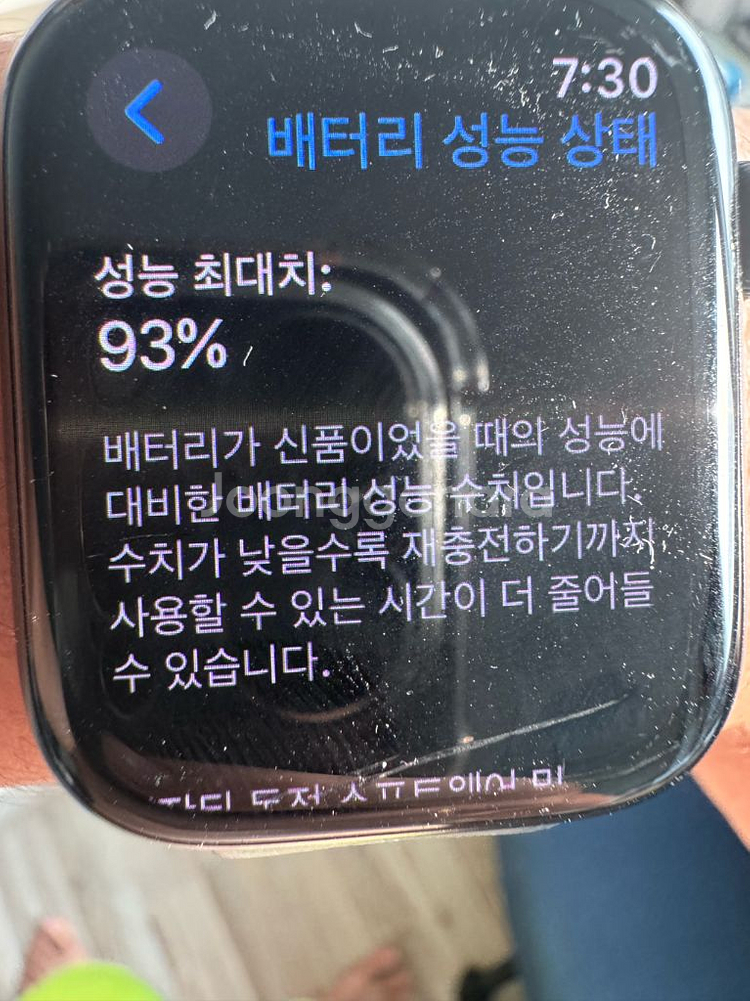 7:30
배터리 성능 상태
성능 최대치:
93%
배터리가 신품이었을 때의 성능에
대비한 배터리 성능 수치입니다.
수치가 낮을수록 재충전하기까지
사용할 수 있는 시간이 더 줄어들
수 있습니다.
Joonggonara